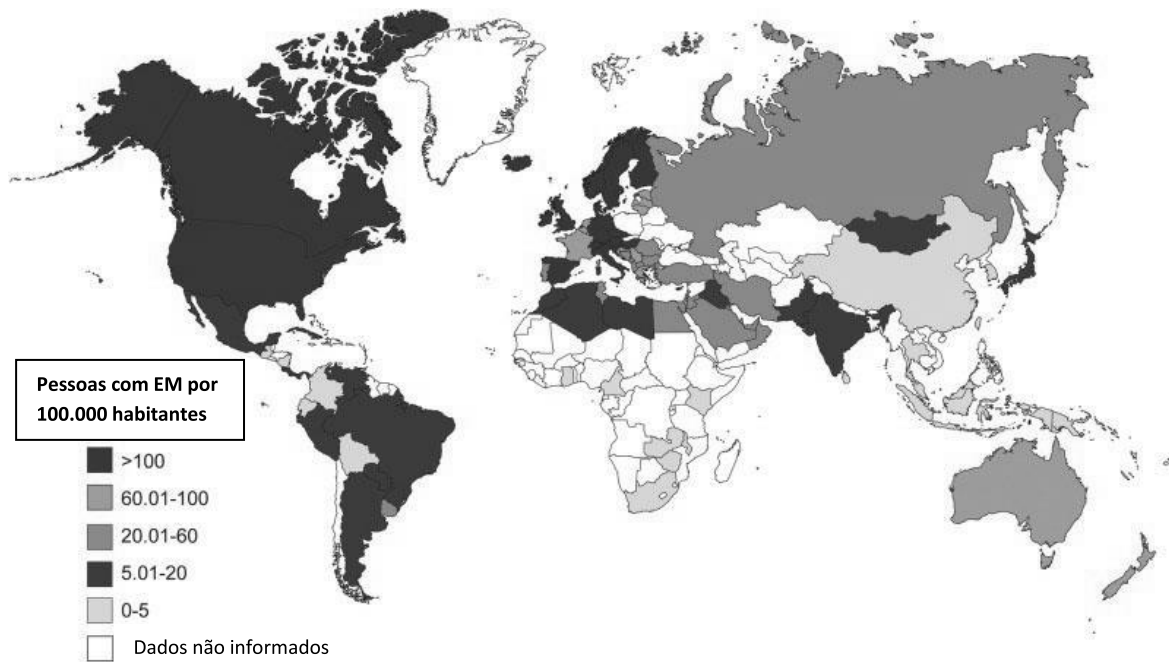 Pessoas com EM por
100.000 habitantes
>100
60.01-100
20.01-60
5.01-20
0-5
Dados não informados